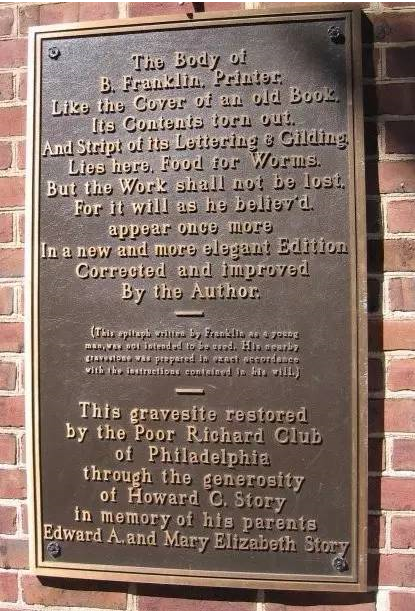 The Body of
B. Franklin, Printer,
Like the Cover of an old Book,
Its Contents torn out,
And Stript of its Lettering & Gilding,
Lies here, Food for Worms.
But the Work shall not be lost,
For it will as he believ'd
appear once more
In a new and more elegant Edition
Corrected and improved
By the Author.
(This epitaph written by Franklin as a young
man, was not intended to be used. His nearby
gravestone was prepared in exact accordance
with the instructions contained in his will.)
This gravesite restored
by the Poor Richard Club
of Philadelphia
through the generosity
of Howard C. Story
in memory of his parents
Edward A. and Mary Elizabeth Story